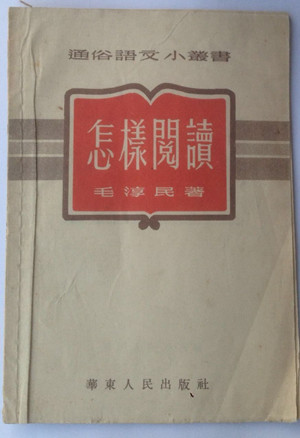 通俗語文小叢書
怎樣閱讀
毛淳民著
華東人民出版社